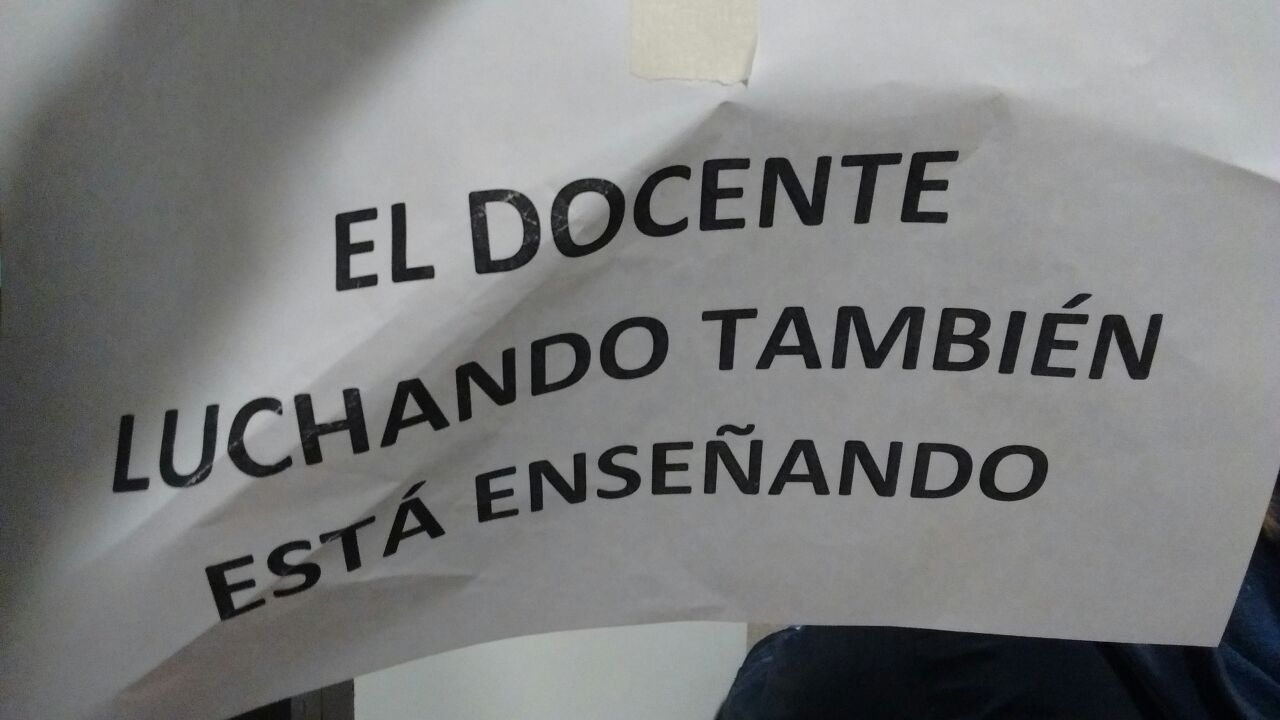 EL DOCENTE
LUCHANDO TAMBIÉN
ESTÁ ENSEÑANDO